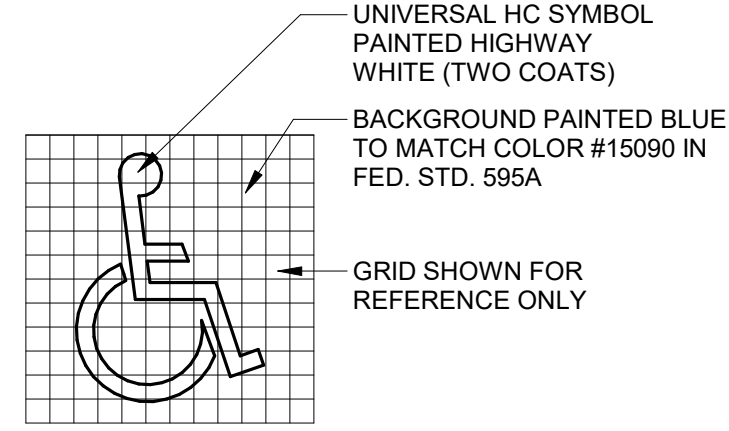 UNIVERSAL HC SYMBOL
PAINTED HIGHWAY
WHITE (TWO COATS)
BACKGROUND PAINTED BLUE
TO MATCH COLOR #15090 IN
FED. STD. 595A
GRID SHOWN FOR
REFERENCE ONLY